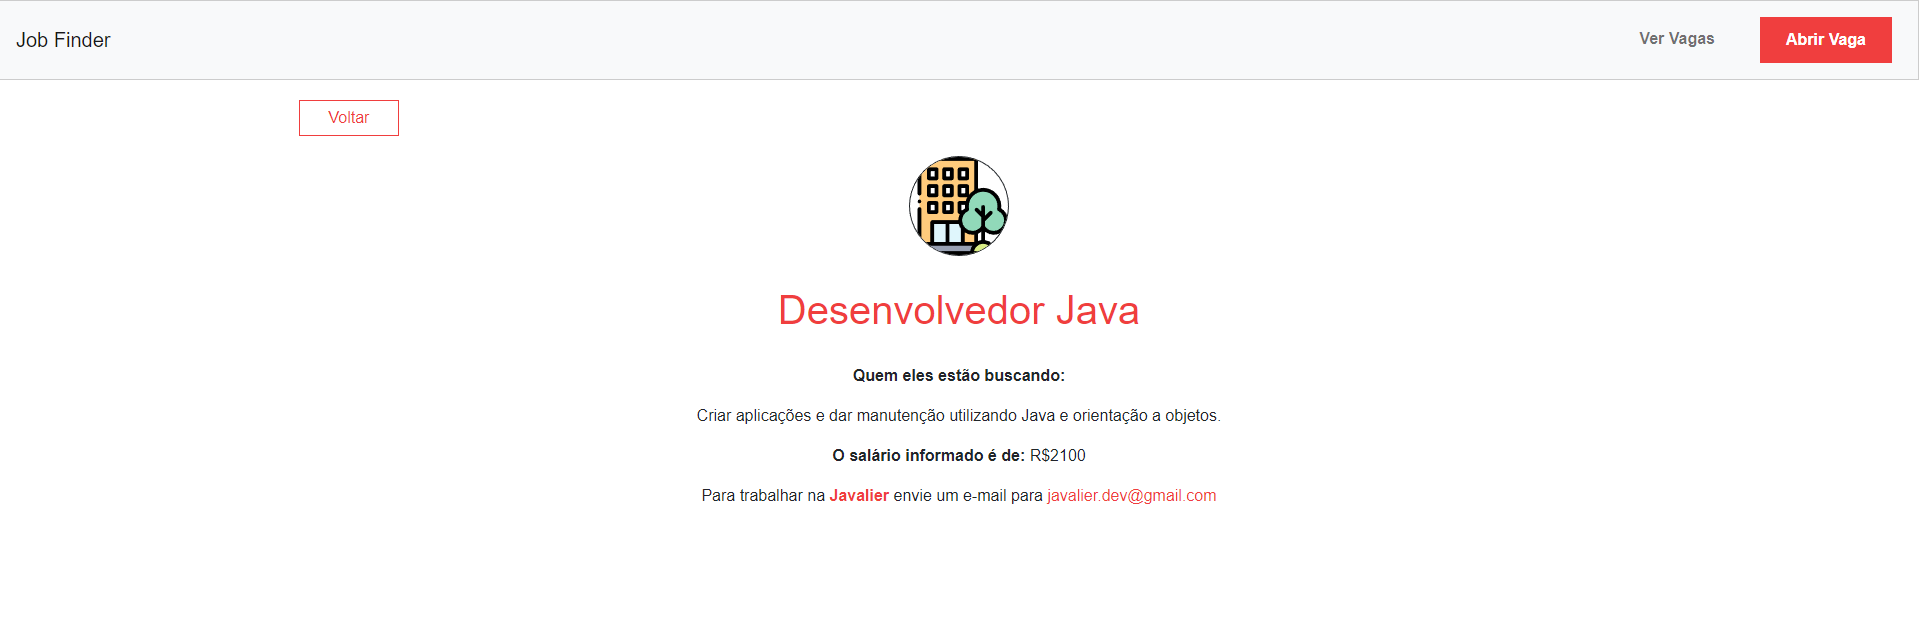 Job Finder
Ver Vagas
Abrir Vaga
Voltar
Desenvolvedor Java
Quem eles estão buscando:
Criar aplicações e dar manutenção utilizando Java e orientação a objetos.
O salário informado é de: R$2100
Para trabalhar na Javalier envie um e-mail para javalier.dev@gmail.com